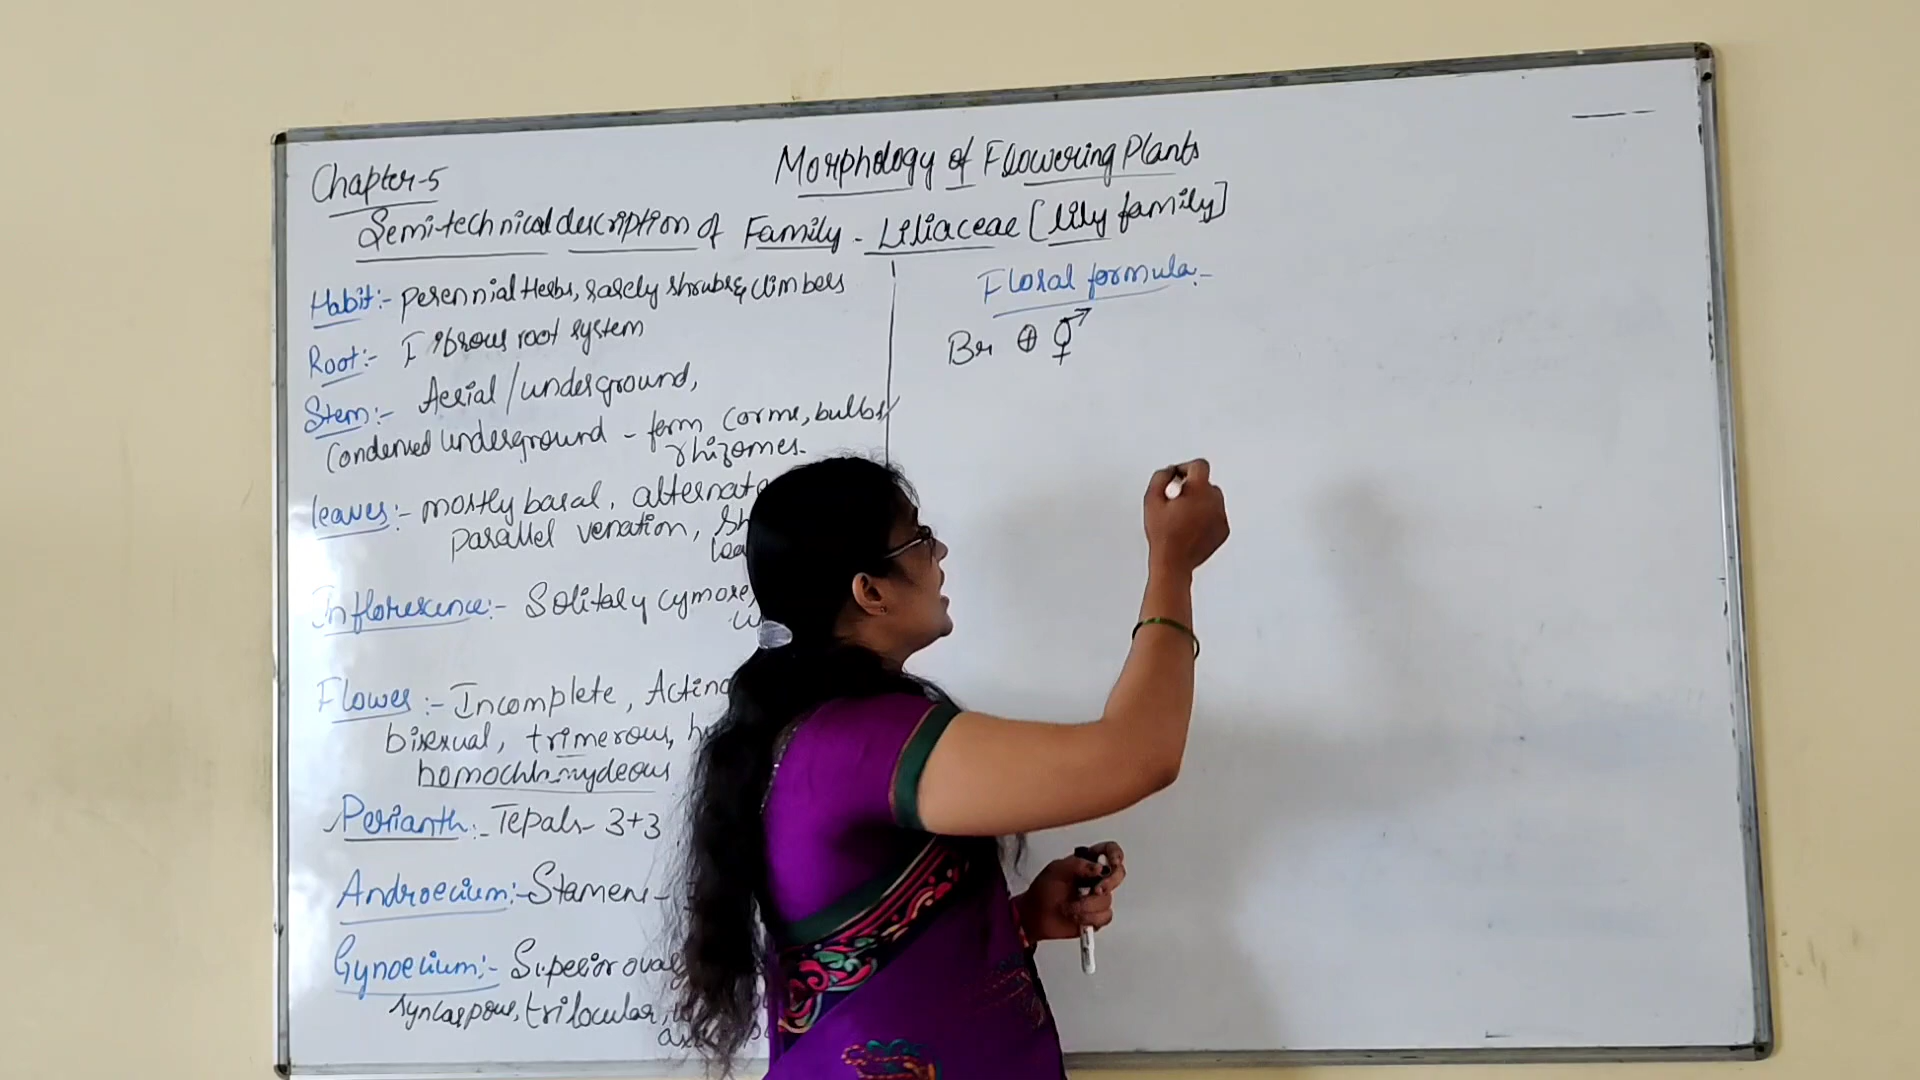 Chapter-5
Morphology of Flowering Plants
Semi-technical description of Family - Liliaceae [lily family]
Habit:- perennial Herbs, rarely shrubs & climbers
Root:- Fibrous root system
Stem:- Aerial / underground,
Condensed underground - form corms, bulbs/
rhizomes.
leaves:- mostly basal, alternate
parallel venation,
Inflorescence:- Solitary cymose,
Flower:- Incomplete,
bisexual, trimerous,
homochlamydeous
Perianth:- Tepals- 3+3
Androecium:- Stamens-
Gynoecium:- Superior ovary
syncarpous, trilocular,
Floral formula:-
Br ⊕ ⚥